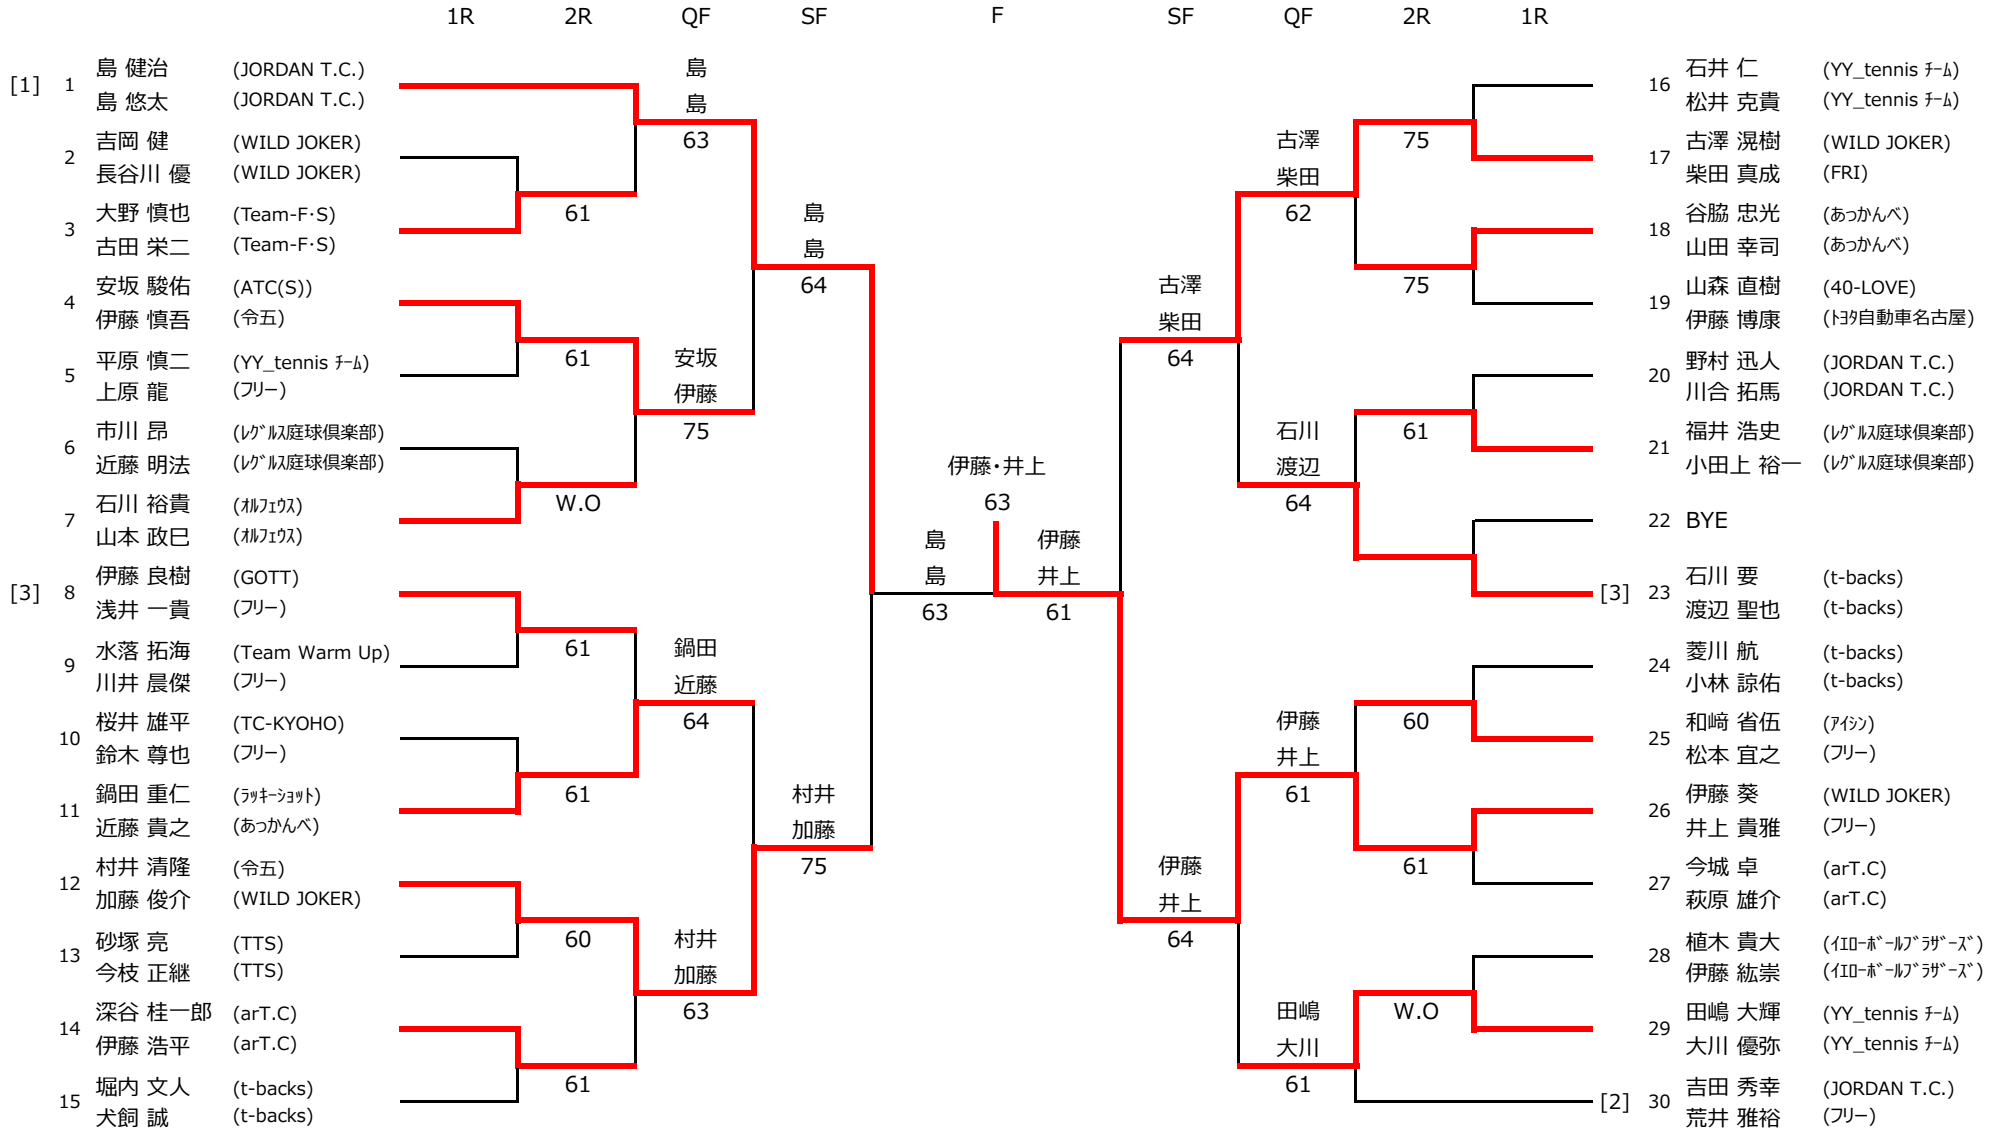 1R 2R QF SF F SF QF 2R 1R
[1] 1 島 健治 (JORDAN T.C.)
島 悠太 (JORDAN T.C.)
2 吉岡 健 (WILD JOKER)
長谷川 優 (WILD JOKER)
3 大野 慎也 (Team-F・S)
古田 栄二 (Team-F・S)
4 安坂 駿佑 (ATC(S))
伊藤 慎吾 (令五)
5 平原 慎二 (YY_tennis ﾁｰﾑ)
上原 龍 (フリー)
6 市川 昂 (ﾚｸﾞﾙｽ庭球倶楽部)
近藤 明法 (ﾚｸﾞﾙｽ庭球倶楽部)
7 石川 裕貴 (ｵﾙﾌｪｳｽ)
山本 政巳 (ｵﾙﾌｪｳｽ)
[3] 8 伊藤 良樹 (GOTT)
浅井 一貴 (フリー)
9 水落 拓海 (Team Warm Up)
川井 晨傑 (フリー)
10 桜井 雄平 (TC-KYOHO)
鈴木 尊也 (フリー)
11 鍋田 重仁 (ﾗｯｷｰｼｮｯﾄ)
近藤 貴之 (あっかんべ)
12 村井 清隆 (令五)
加藤 俊介 (WILD JOKER)
13 砂塚 亮 (TTS)
今枝 正継 (TTS)
14 深谷 桂一郎 (arT.C)
伊藤 浩平 (arT.C)
15 堀内 文人 (t-backs)
犬飼 誠 (t-backs)
61
61
W.O
61
61
60
61
島
島
63
安坂
伊藤
75
鍋田
近藤
64
村井
加藤
63
島
島
64
村井
加藤
75
伊藤・井上
63
島
島
63
伊藤
井上
61
古澤
柴田
64
伊藤
井上
64
古澤
柴田
62
石川
渡辺
64
伊藤
井上
61
田嶋
大川
61
75
75
61
60
61
W.O
16 石井 仁 (YY_tennis ﾁｰﾑ)
松井 克貴 (YY_tennis ﾁｰﾑ)
17 古澤 滉樹 (WILD JOKER)
柴田 真成 (FRI)
18 谷脇 忠光 (あっかんべ)
山田 幸司 (あっかんべ)
19 山森 直樹 (40-LOVE)
伊藤 博康 (ﾄﾖﾀ自動車名古屋)
20 野村 迅人 (JORDAN T.C.)
川合 拓馬 (JORDAN T.C.)
21 福井 浩史 (ﾚｸﾞﾙｽ庭球倶楽部)
小田上 裕一 (ﾚｸﾞﾙｽ庭球倶楽部)
22 BYE
[3] 23 石川 要 (t-backs)
渡辺 聖也 (t-backs)
24 菱川 航 (t-backs)
小林 諒佑 (t-backs)
25 和﨑 省伍 (ｱｲｼﾝ)
松本 宜之 (フリー)
26 伊藤 葵 (WILD JOKER)
井上 貴雅 (フリー)
27 今城 卓 (arT.C)
萩原 雄介 (arT.C)
28 植木 貴大 (ｲｴﾛｰﾎﾞｰﾙﾌﾞﾗｻﾞｰｽﾞ)
伊藤 紘崇 (ｲｴﾛｰﾎﾞｰﾙﾌﾞﾗｻﾞｰｽﾞ)
29 田嶋 大輝 (YY_tennis ﾁｰﾑ)
大川 優弥 (YY_tennis ﾁｰﾑ)
[2] 30 吉田 秀幸 (JORDAN T.C.)
荒井 雅裕 (フリー)